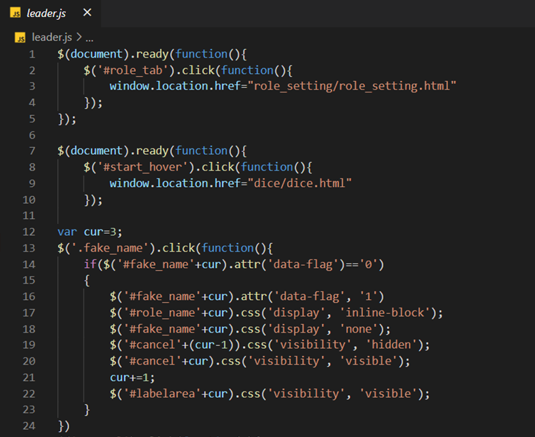 JS leader.js ×
JS leader.js > ...
1 $(document).ready(function(){
2     $('#role_tab').click(function(){
3         window.location.href="role_setting/role_setting.html"
4     });
5 });
6
7 $(document).ready(function(){
8     $('#start_hover').click(function(){
9         window.location.href="dice/dice.html"
10     });
11
12 var cur=3;
13 $('.fake_name').click(function(){
14     if($('#fake_name'+cur).attr('data-flag')=='0')
15     {
16         $('#fake_name'+cur).attr('data-flag', '1')
17         $('#role_name'+cur).css('display', 'inline-block');
18         $('#fake_name'+cur).css('display', 'none');
19         $('#cancel'+(cur-1)).css('visibility', 'hidden');
20         $('#cancel'+cur).css('visibility', 'visible');
21         cur+=1;
22         $('#labelarea'+cur).css('visibility', 'visible');
23     }
24 })